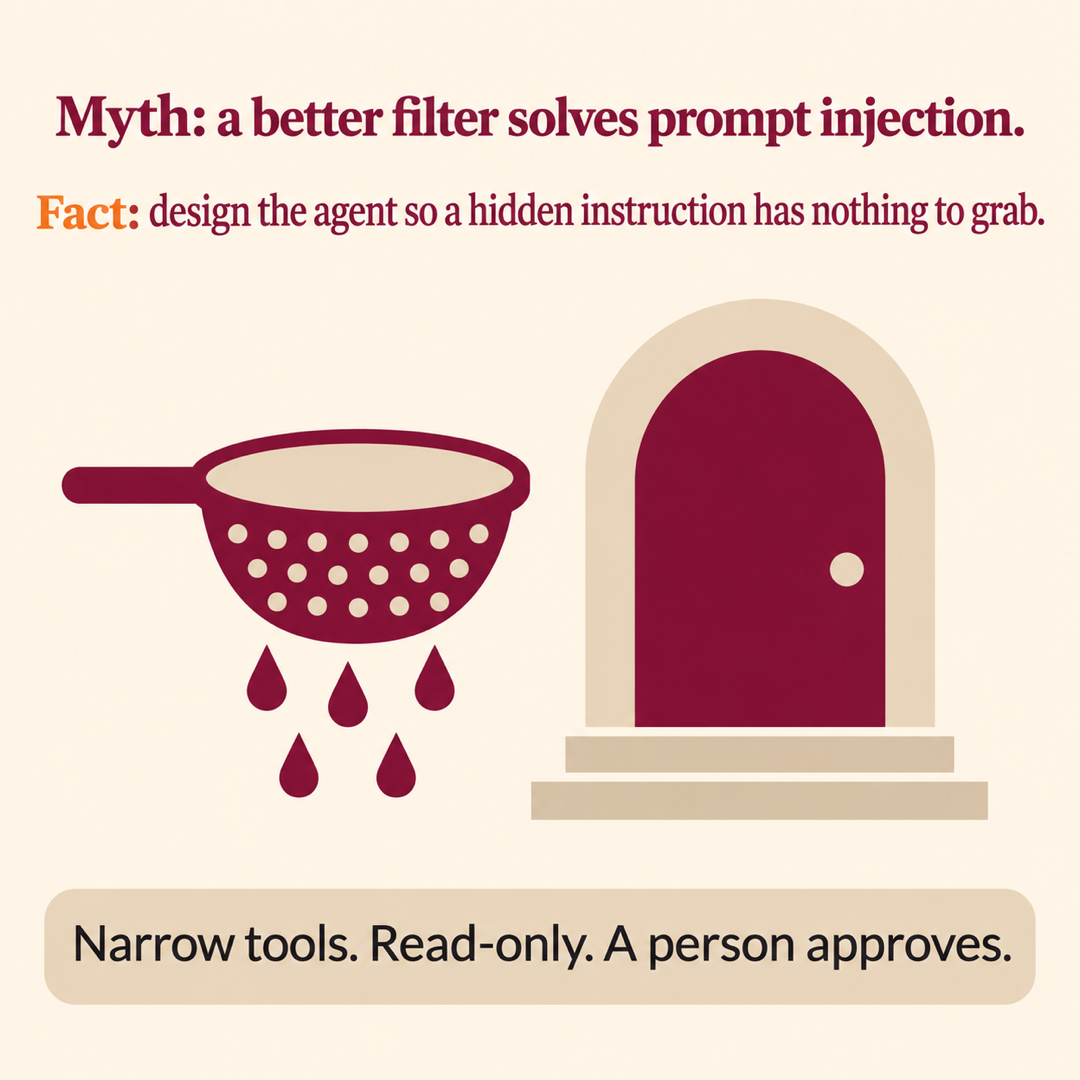 Myth: a better filter solves prompt injection.
Fact: design the agent so a hidden instruction has nothing to grab.
Narrow tools. Read-only. A person approves.